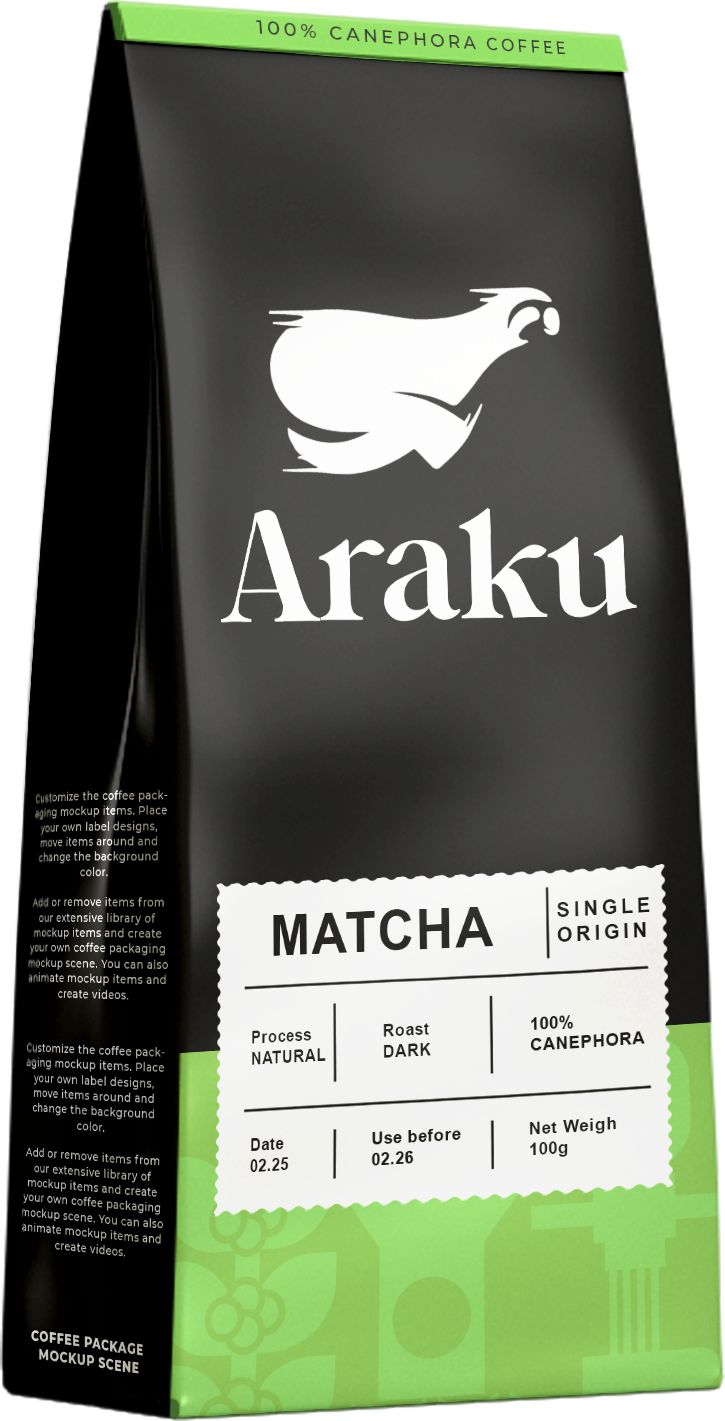 100% CANEPHORA COFFEE
Araku
MATCHA
SINGLE
ORIGIN
Process
NATURAL
Roast
DARK
100%
CANEPHORA
Date
02.25
Use before
02.26
Net Weigh
100g
Customize the coffee pack-
aging mockup items. Place
your own label designs,
move items around and
change the background
color.
Add or remove items from
our extensive library of
mockup items and create
your own coffee packaging
mockup scene. You can also
animate mockup items and
create videos.
Customize the coffee pack-
aging mockup items. Place
your own label designs,
move items around and
change the background
color.
Add or remove items from
our extensive library of
mockup items and create
your own coffee packaging
mockup scene. You can also
animate mockup items and
create videos.
COFFEE PACKAGE
MOCKUP SCENE